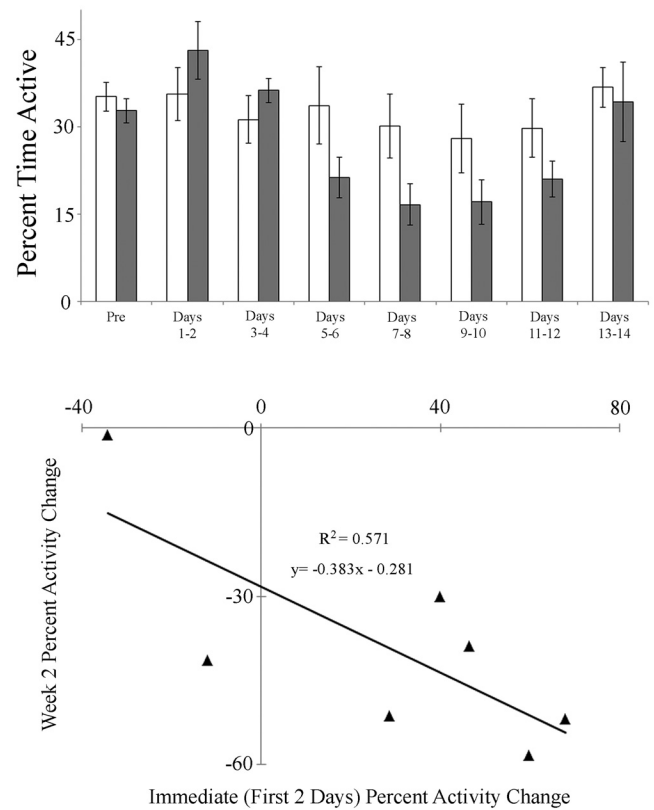 45
30
15
0
Percent Time Active
Pre
Days 1-2
Days 3-4
Days 5-6
Days 7-8
Days 9-10
Days 11-12
Days 13-14
-40 0 40 80
0
-30
-60
Week 2 Percent Activity Change
R² = 0.571
y= -0.383x - 0.281
Immediate (First 2 Days) Percent Activity Change